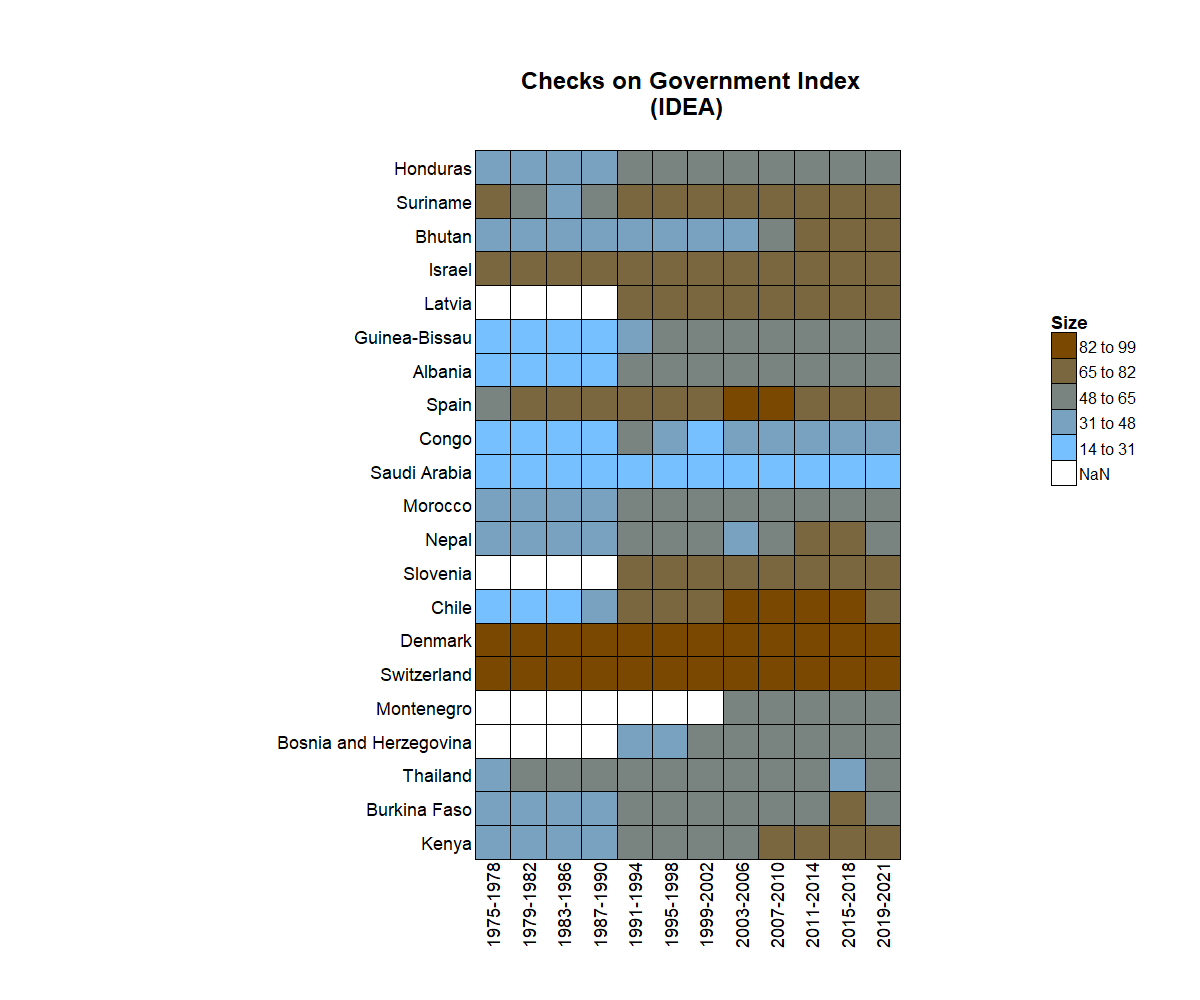 Checks on Government Index
(IDEA)
Honduras
Suriname
Bhutan
Israel
Latvia
Guinea-Bissau
Albania
Spain
Congo
Saudi Arabia
Morocco
Nepal
Slovenia
Chile
Denmark
Switzerland
Montenegro
Bosnia and Herzegovina
Thailand
Burkina Faso
Kenya
1975-1978
1979-1982
1983-1986
1987-1990
1991-1994
1995-1998
1999-2002
2003-2006
2007-2010
2011-2014
2015-2018
2019-2021
Size
82 to 99
65 to 82
48 to 65
31 to 48
14 to 31
NaN